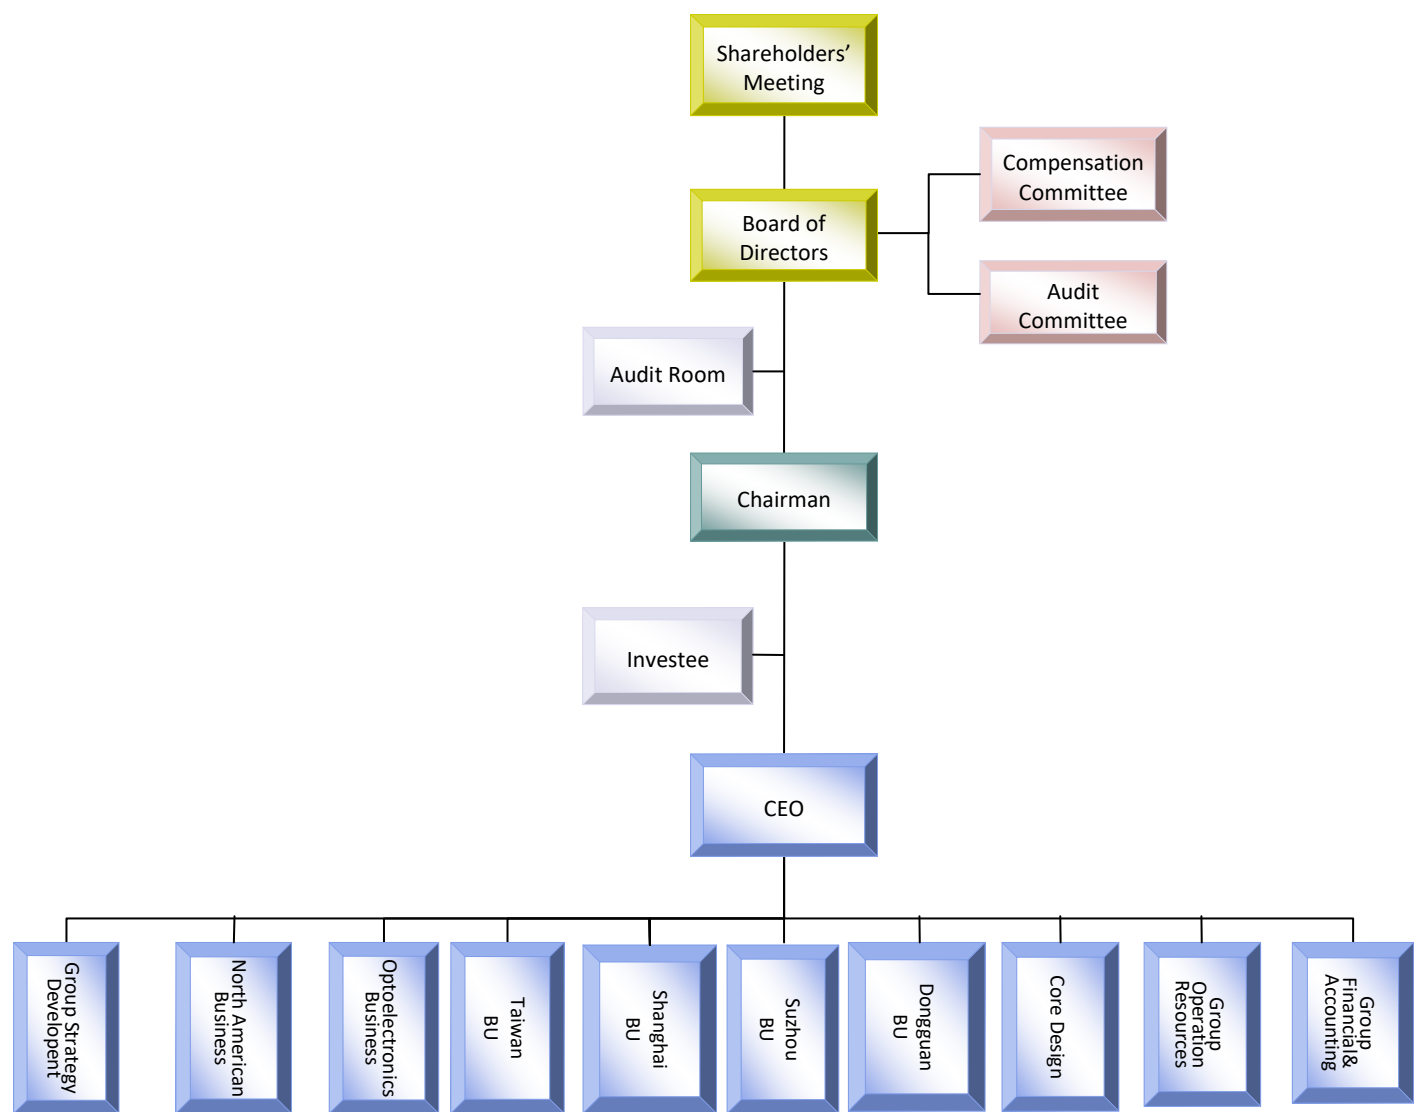 Shareholders’
Meeting
Compensation
Committee
Board of
Directors
Audit
Committee
Audit Room
Chairman
Investee
CEO
Group Strategy
Developent
North American
Business
Optoelectronics
Business
Taiwan
BU
Shanghai
BU
Suzhou
BU
Dongguan
BU
Core Design
Group
Operation
Resources
Group
Financial&
Accounting